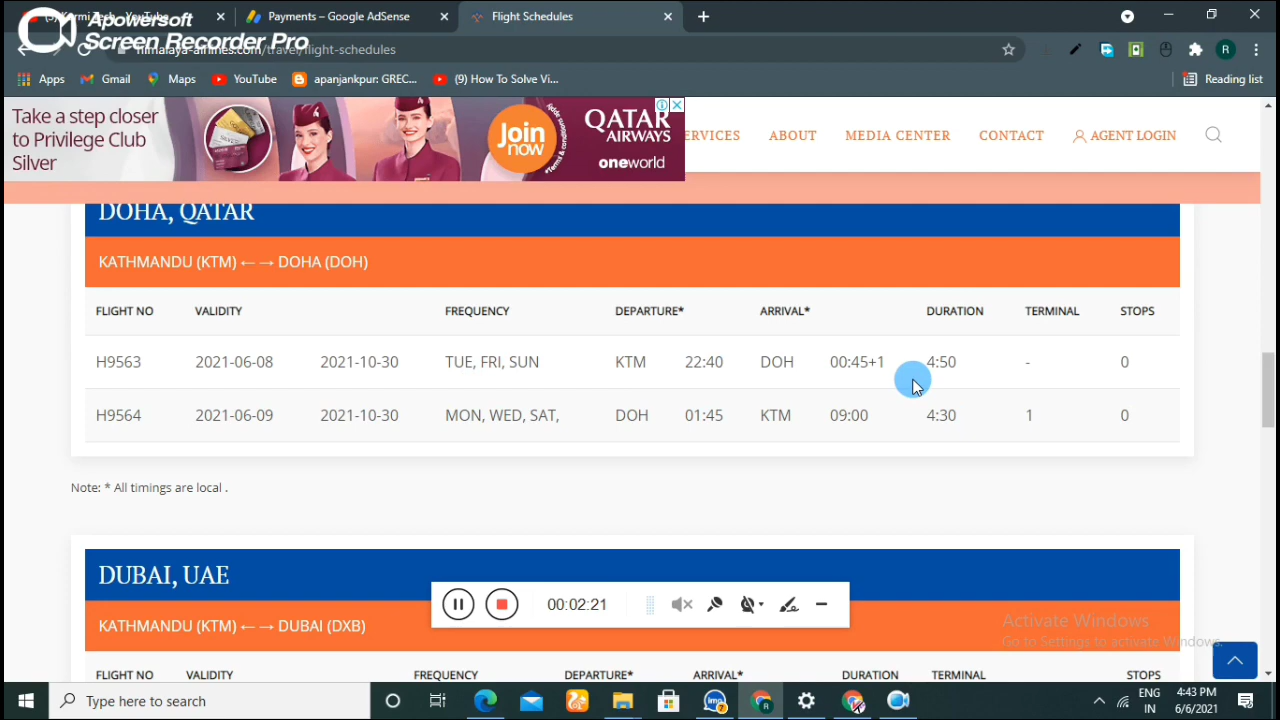 Karmi Tech - YouTube
Payments – Google AdSense
Flight Schedules
Apowersoft
Screen Recorder Pro
himalaya-airlines.com/travel/flight-schedules
R
Apps
Gmail
Maps
YouTube
apanjankpur: GREC...
(9) How To Solve Vi...
Reading list
Take a step closer
to Privilege Club
Silver
Join
now
*Terms & conditions apply
QATAR
AIRWAYS
oneworld
ERVICES
ABOUT
MEDIA CENTER
CONTACT
AGENT LOGIN
DOHA, QATAR
KATHMANDU (KTM) ←→ DOHA (DOH)
FLIGHT NO VALIDITY FREQUENCY DEPARTURE* ARRIVAL* DURATION TERMINAL STOPS
H9563 2021-06-08 2021-10-30 TUE, FRI, SUN KTM 22:40 DOH 00:45+1 4:50 - 0
H9564 2021-06-09 2021-10-30 MON, WED, SAT, DOH 01:45 KTM 09:00 4:30 1 0
Note: * All timings are local .
DUBAI, UAE
KATHMANDU (KTM) ←→ DUBAI (DXB)
00:02:21
Activate Windows
Go to Settings to activate Windows.
FLIGHT NO VALIDITY FREQUENCY DEPARTURE* ARRIVAL* DURATION TERMINAL STOPS
Type here to search
ENG
IN
4:43 PM
6/6/2021